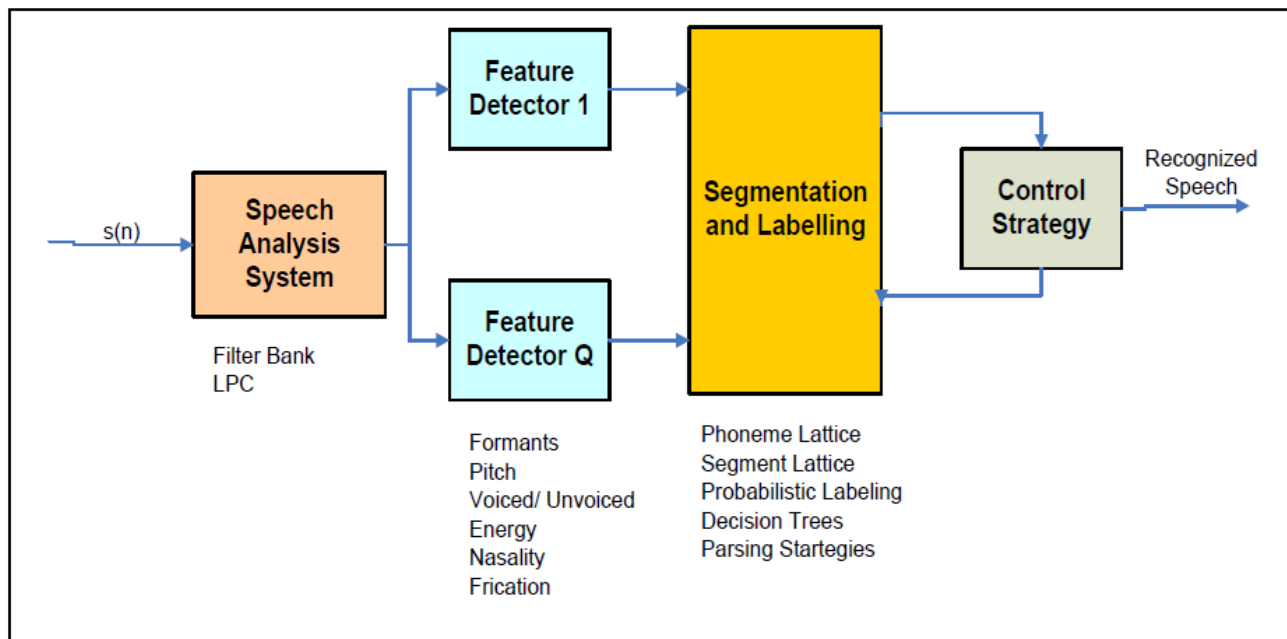 s(n)
Speech
Analysis
System
Filter Bank
LPC
Feature
Detector 1
Feature
Detector Q
Formants
Pitch
Voiced/ Unvoiced
Energy
Nasality
Frication
Segmentation
and Labelling
Phoneme Lattice
Segment Lattice
Probabilistic Labeling
Decision Trees
Parsing Startegies
Control
Strategy
Recognized
Speech